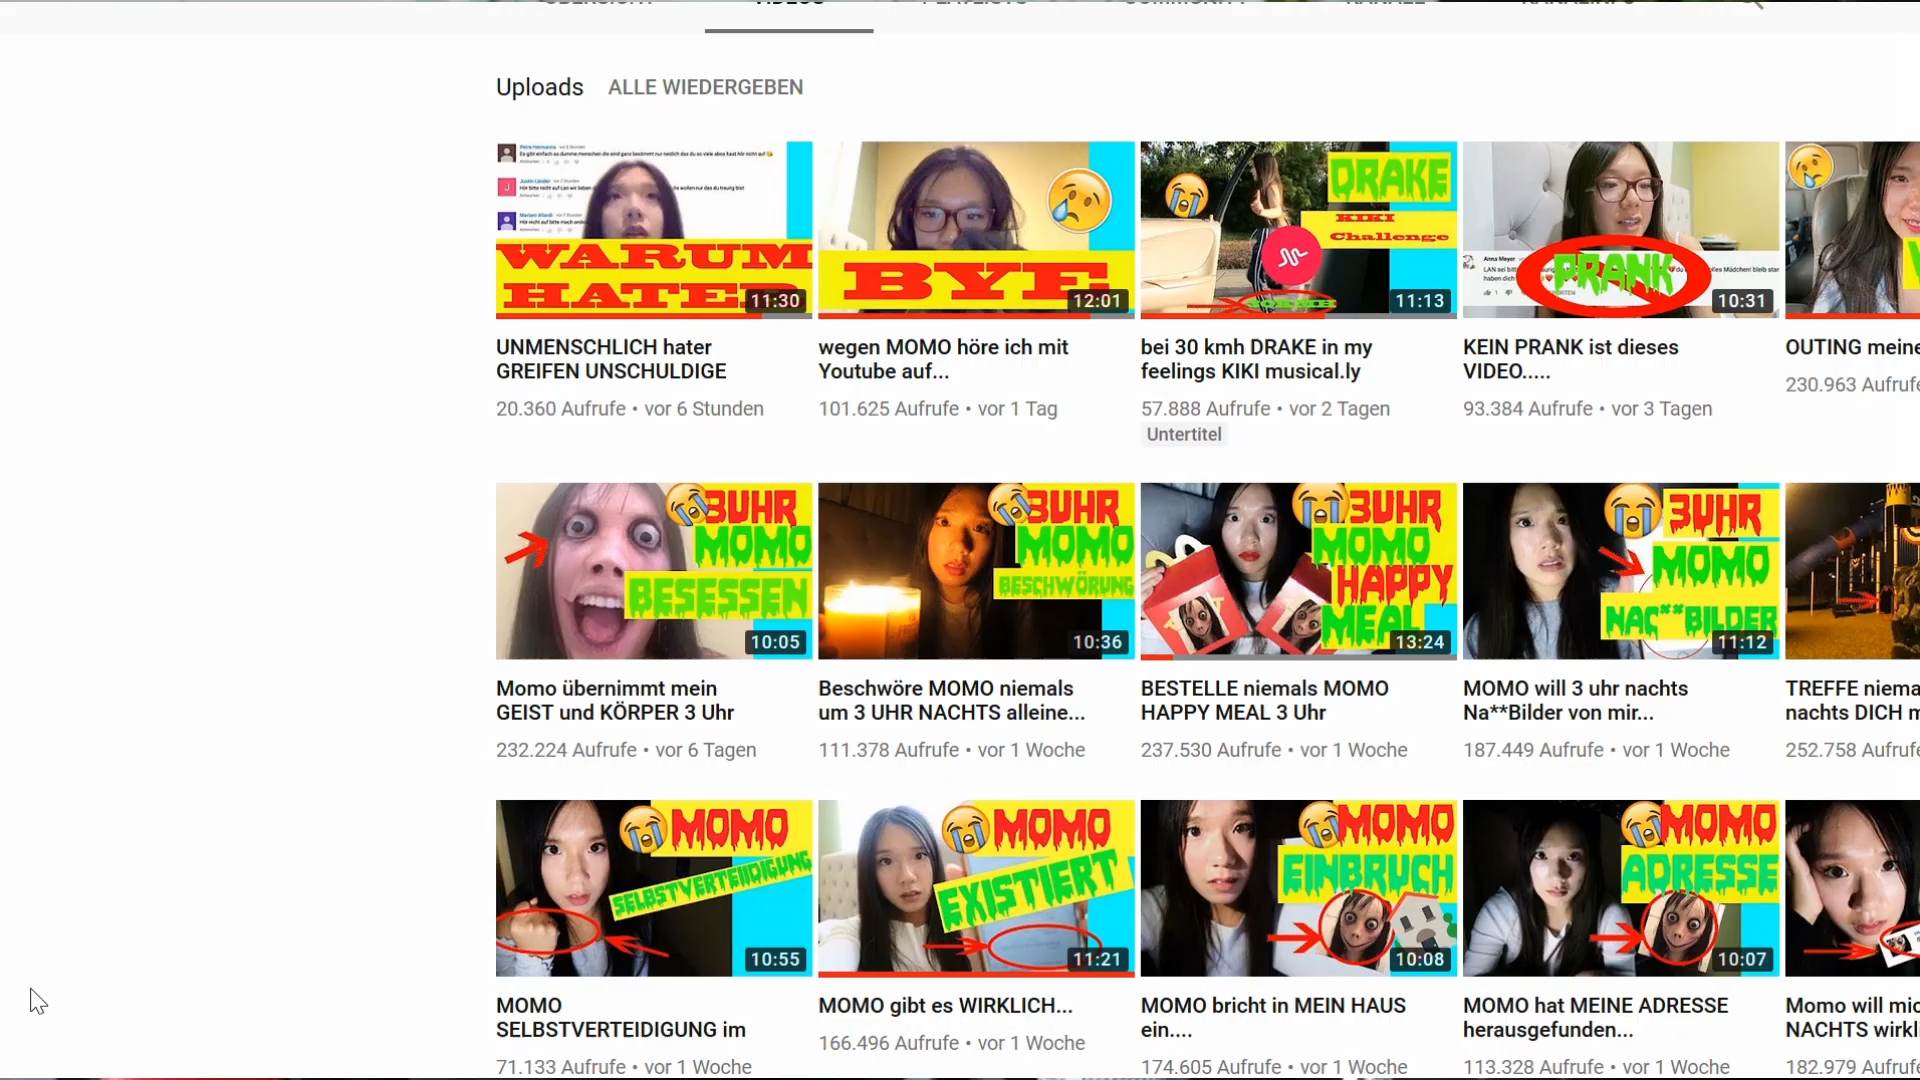 VIDEOS
Uploads
ALLE WIEDERGEBEN
WARUM
HATER
11:30
BYE
12:01
DRAKE
KIKI
Challenge
11:13
Anna Meyer
PRANK
10:31
UNMENSCHLICH hater
GREIFEN UNSCHULDIGE
20.360 Aufrufe • vor 6 Stunden
wegen MOMO höre ich mit
Youtube auf...
101.625 Aufrufe • vor 1 Tag
bei 30 kmh DRAKE in my
feelings KIKI musical.ly
57.888 Aufrufe • vor 2 Tagen
Untertitel
KEIN PRANK ist dieses
VIDEO.....
93.384 Aufrufe • vor 3 Tagen
OUTING meine
230.963 Aufrufe
3UHR
MOMO
BESESSEN
10:05
3UHR
MOMO
BESCHWÖRUNG
10:36
3UHR
MOMO
HAPPY
MEAL
13:24
3UHR
MOMO
NAC**BILDER
11:12
Momo übernimmt mein
GEIST und KÖRPER 3 Uhr
232.224 Aufrufe • vor 6 Tagen
Beschwöre MOMO niemals
um 3 UHR NACHTS alleine...
111.378 Aufrufe • vor 1 Woche
BESTELLE niemals MOMO
HAPPY MEAL 3 Uhr
237.530 Aufrufe • vor 1 Woche
MOMO will 3 uhr nachts
Na**Bilder von mir...
187.449 Aufrufe • vor 1 Woche
TREFFE niema
nachts DICH m
252.758 Aufrufe
MOMO
SELBSTVERTEIDIGUNG
10:55
MOMO
EXISTIERT
11:21
MOMO
EINBRUCH
10:08
MOMO
ADRESSE
10:07
MOMO
SELBSTVERTEIDIGUNG im
71.133 Aufrufe • vor 1 Woche
MOMO gibt es WIRKLICH...
166.496 Aufrufe • vor 1 Woche
MOMO bricht in MEIN HAUS
ein....
174.605 Aufrufe • vor 1 Woche
MOMO hat MEINE ADRESSE
herausgefunden...
113.328 Aufrufe • vor 1 Woche
Momo will mic
NACHTS wirkli
182.979 Aufrufe